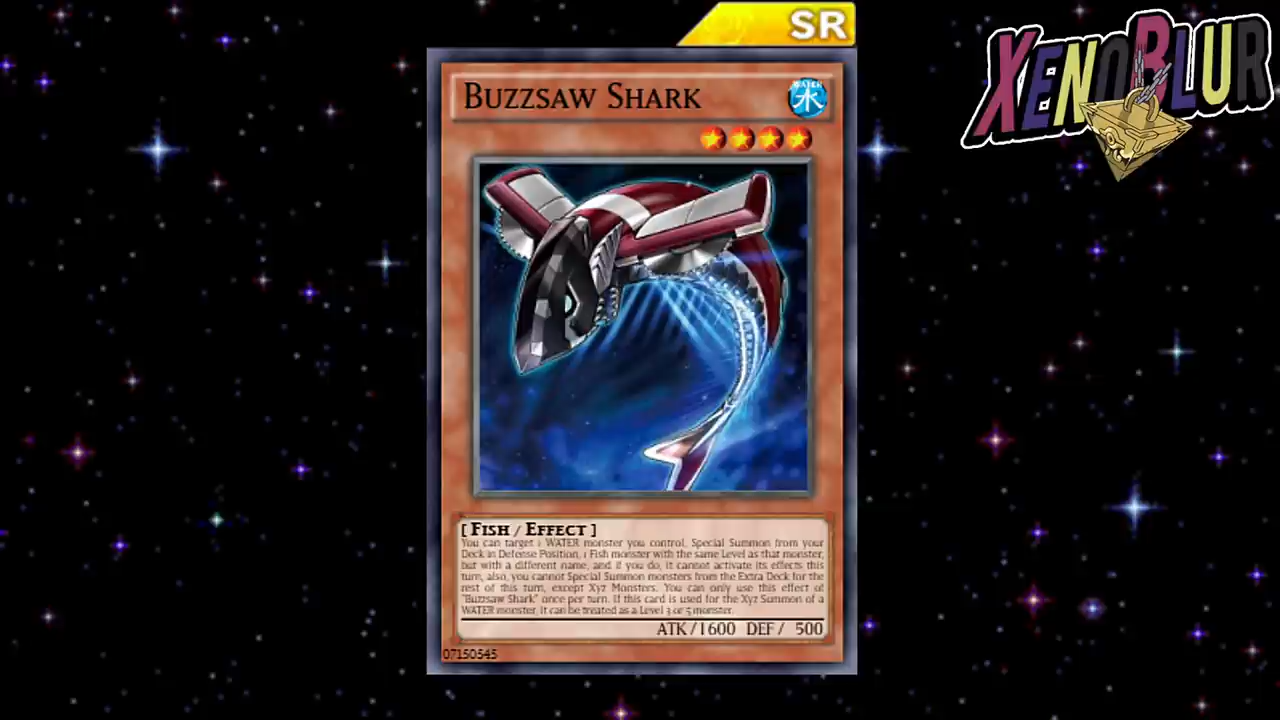 SR
XENOBLUR
BUZZSAW SHARK
WATER
水
[ FISH / EFFECT ]
You can target 1 WATER monster you control, Special Summon from your
Deck in Defense Position, 1 Fish monster with the same Level as that monster,
but with a different name, and if you do, it cannot activate its effects this
turn, also, you cannot Special Summon monsters from the Extra Deck for the
rest of this turn, except Xyz Monsters. You can only use this effect of
"Buzzsaw Shark" once per turn. If this card is used for the Xyz Summon of a
WATER monster, it can be treated as a Level 3 or 5 monster.
ATK/1600 DEF/ 500
07150545